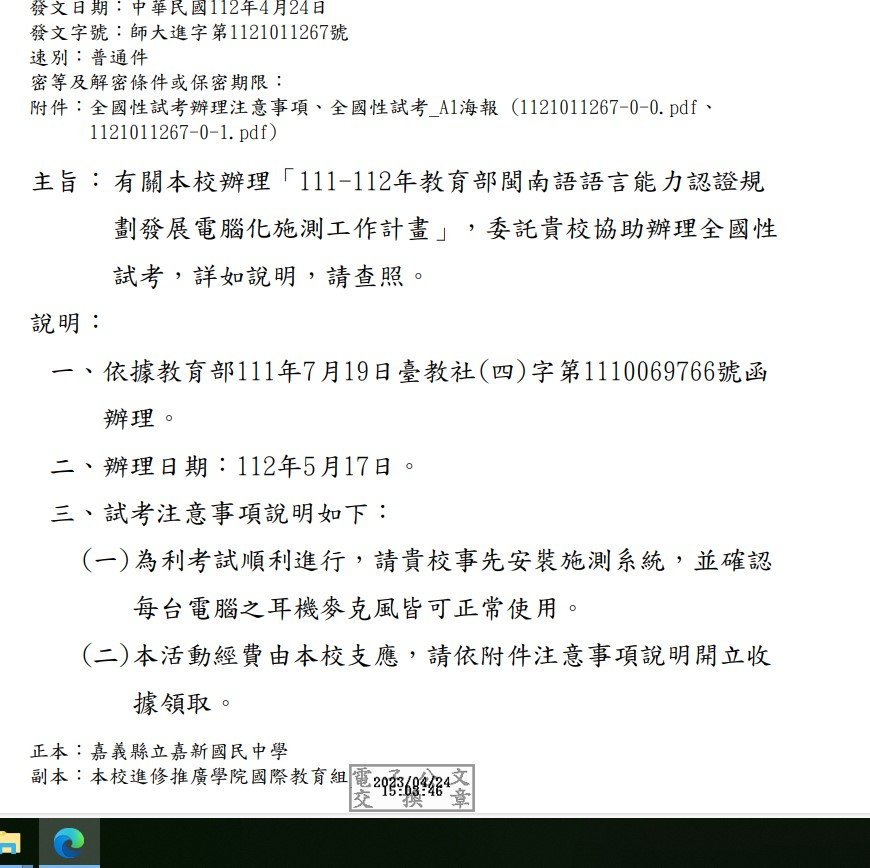 發文日期：中華民國112年4月24日
發文字號：師大進字第1121011267號
速別：普通件
密等及解密條件或保密期限：
附件：全國性試考辦理注意事項、全國性試考_A1海報 (1121011267-0-0.pdf、
1121011267-0-1.pdf)
主旨：有關本校辦理「111-112年教育部閩南語語言能力認證規
劃發展電腦化施測工作計畫」，委託貴校協助辦理全國性
試考，詳如說明，請查照。
說明：
一、依據教育部111年7月19日臺教社(四)字第1110069766號函
辦理。
二、辦理日期：112年5月17日。
三、試考注意事項說明如下：
(一)為利考試順利進行，請貴校事先安裝施測系統，並確認
每台電腦之耳機麥克風皆可正常使用。
(二)本活動經費由本校支應，請依附件注意事項說明開立收
據領取。
正本：嘉義縣立嘉新國民中學
副本：本校進修推廣學院國際教育組
電子公文
2023/04/24
15:03:46
交換章